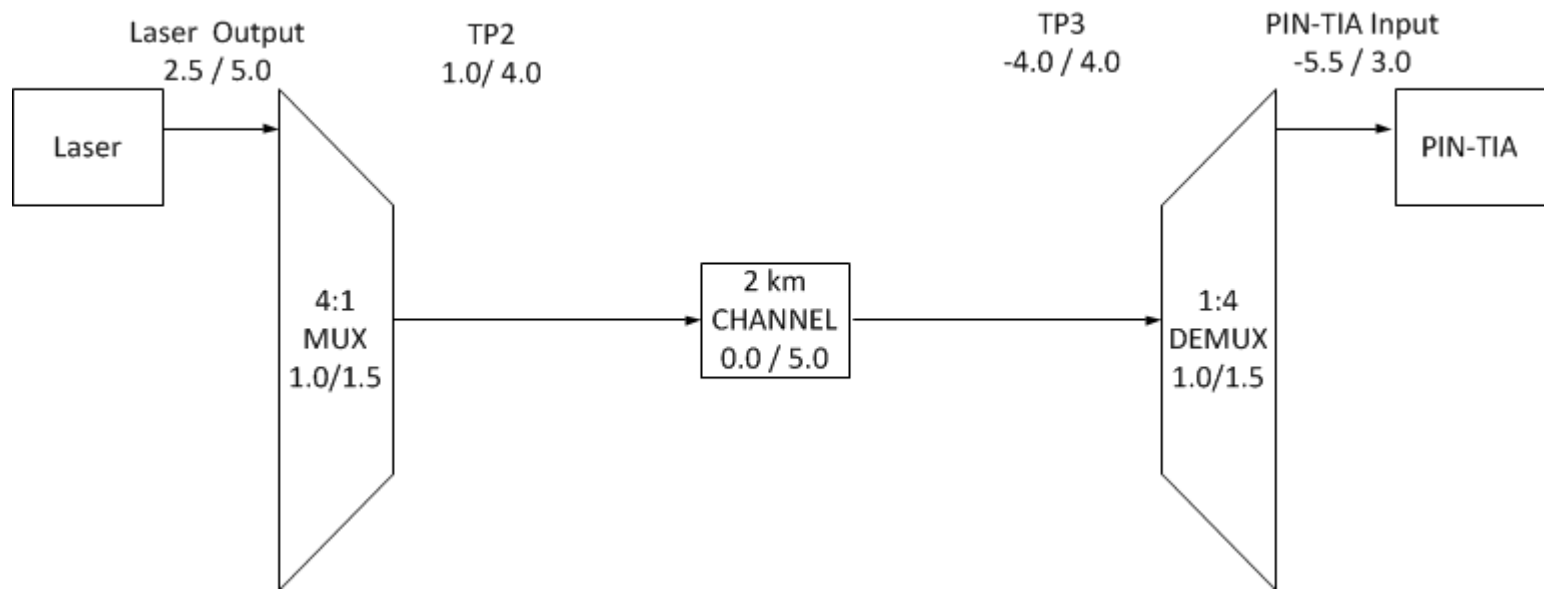 Laser Output
2.5 / 5.0
TP2
1.0/ 4.0
TP3
-4.0 / 4.0
PIN-TIA Input
-5.5 / 3.0
Laser
4:1
MUX
1.0/1.5
2 km
CHANNEL
0.0 / 5.0
1:4
DEMUX
1.0/1.5
PIN-TIA